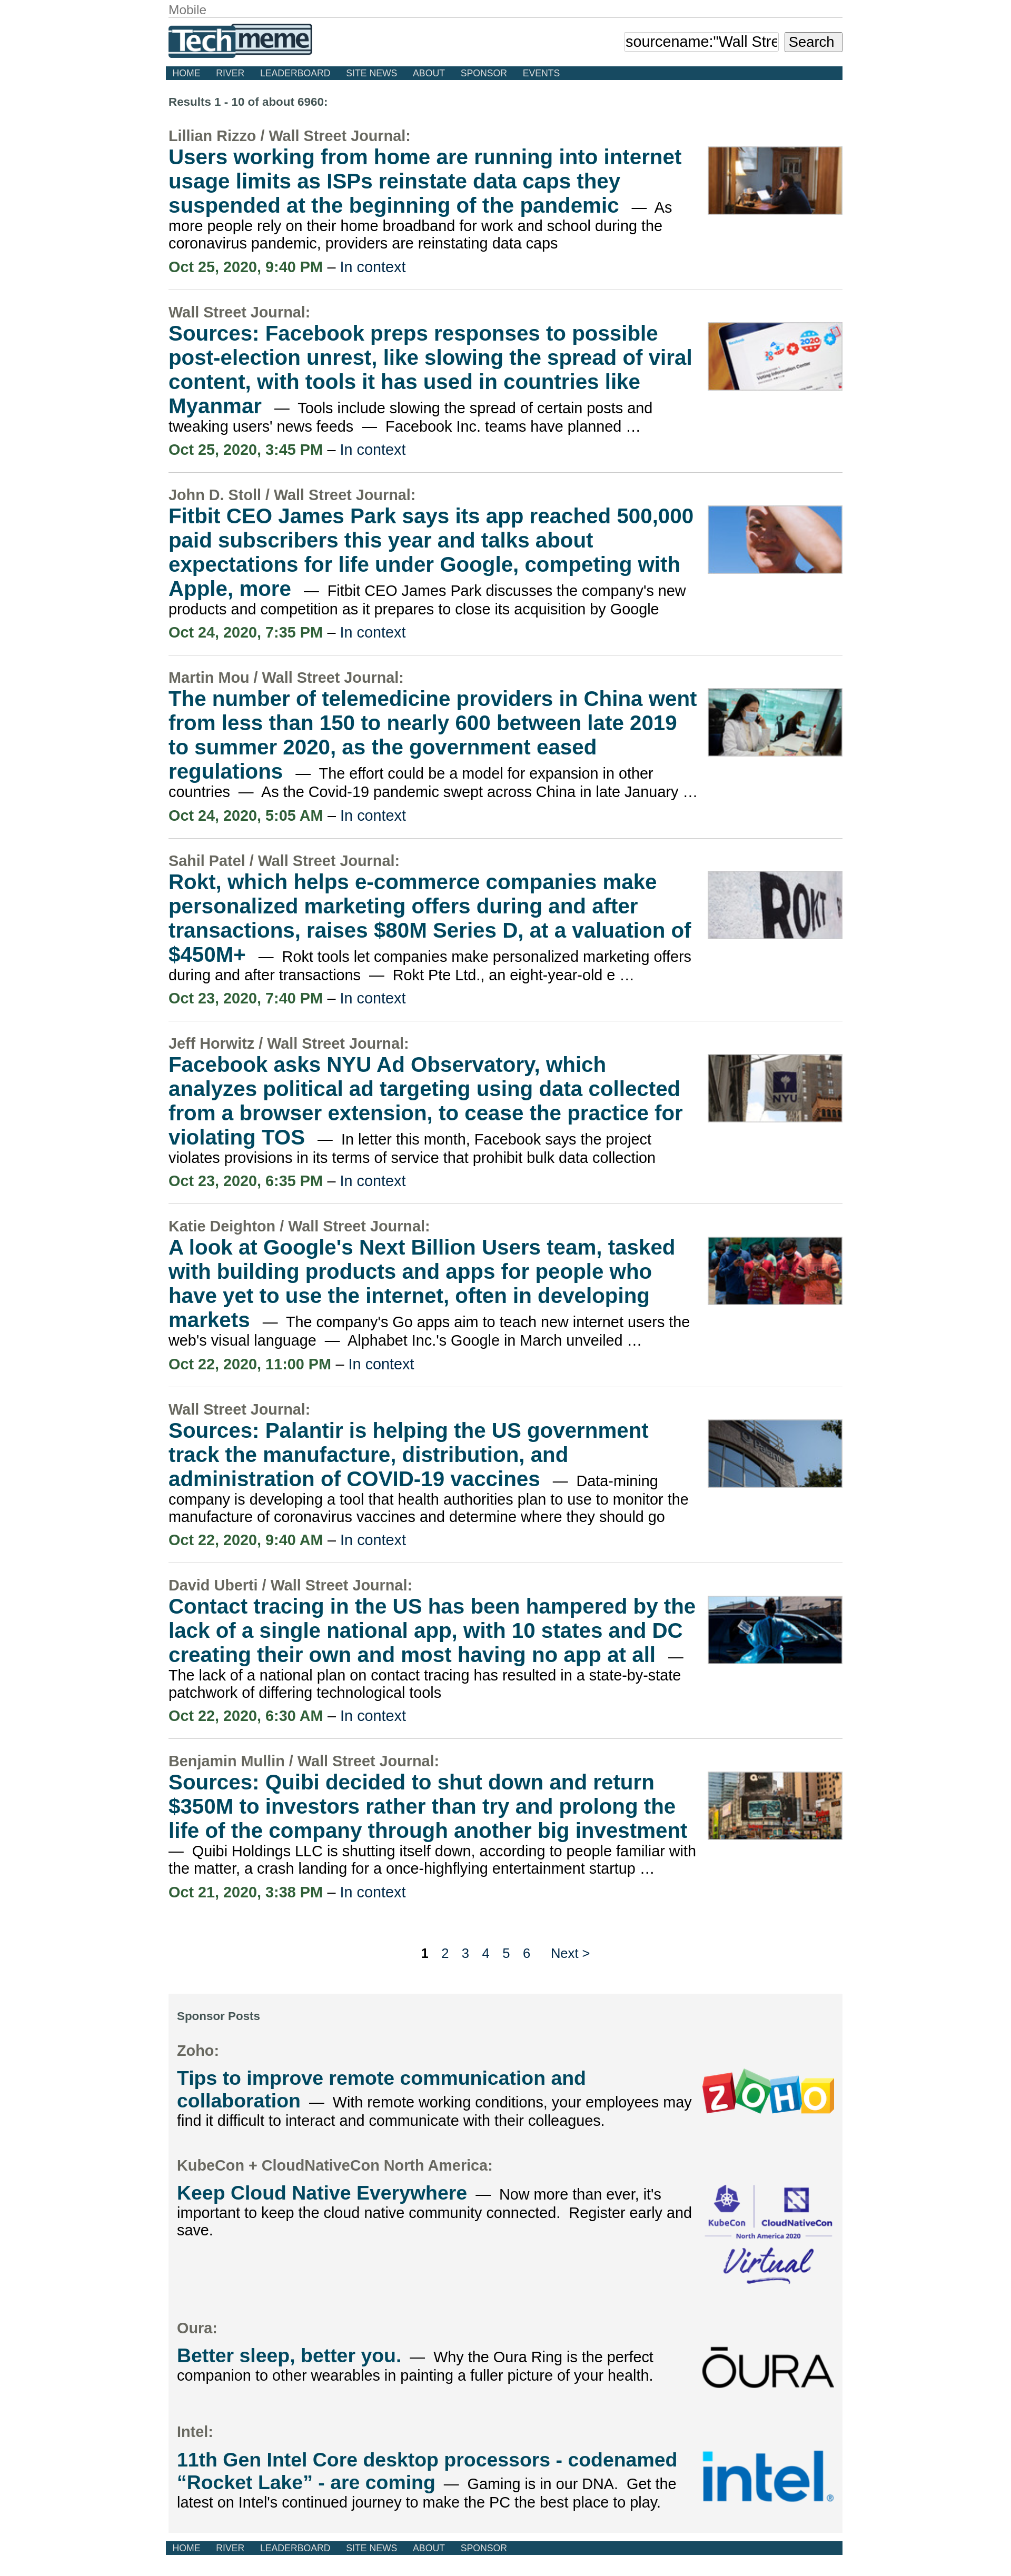 Mobile
Techmeme
sourcename:"Wall Stre
Search
HOME RIVER LEADERBOARD SITE NEWS ABOUT SPONSOR EVENTS
Results 1 - 10 of about 6960:
Lillian Rizzo / Wall Street Journal:
Users working from home are running into internet
usage limits as ISPs reinstate data caps they
suspended at the beginning of the pandemic — As
more people rely on their home broadband for work and school during the
coronavirus pandemic, providers are reinstating data caps
Oct 25, 2020, 9:40 PM – In context
Wall Street Journal:
Sources: Facebook preps responses to possible
post-election unrest, like slowing the spread of viral
content, with tools it has used in countries like
Myanmar — Tools include slowing the spread of certain posts and
tweaking users' news feeds — Facebook Inc. teams have planned …
Oct 25, 2020, 3:45 PM – In context
John D. Stoll / Wall Street Journal:
Fitbit CEO James Park says its app reached 500,000
paid subscribers this year and talks about
expectations for life under Google, competing with
Apple, more — Fitbit CEO James Park discusses the company's new
products and competition as it prepares to close its acquisition by Google
Oct 24, 2020, 7:35 PM – In context
Martin Mou / Wall Street Journal:
The number of telemedicine providers in China went
from less than 150 to nearly 600 between late 2019
to summer 2020, as the government eased
regulations — The effort could be a model for expansion in other
countries — As the Covid-19 pandemic swept across China in late January …
Oct 24, 2020, 5:05 AM – In context
Sahil Patel / Wall Street Journal:
Rokt, which helps e-commerce companies make
personalized marketing offers during and after
transactions, raises $80M Series D, at a valuation of
$450M+ — Rokt tools let companies make personalized marketing offers
during and after transactions — Rokt Pte Ltd., an eight-year-old e …
ROKT
Oct 23, 2020, 7:40 PM – In context
Jeff Horwitz / Wall Street Journal:
Facebook asks NYU Ad Observatory, which
analyzes political ad targeting using data collected
from a browser extension, to cease the practice for
violating TOS — In letter this month, Facebook says the project
violates provisions in its terms of service that prohibit bulk data collection
NYU
Oct 23, 2020, 6:35 PM – In context
Katie Deighton / Wall Street Journal:
A look at Google's Next Billion Users team, tasked
with building products and apps for people who
have yet to use the internet, often in developing
markets — The company's Go apps aim to teach new internet users the
web's visual language — Alphabet Inc.'s Google in March unveiled …
Oct 22, 2020, 11:00 PM – In context
Wall Street Journal:
Sources: Palantir is helping the US government
track the manufacture, distribution, and
administration of COVID-19 vaccines — Data-mining
company is developing a tool that health authorities plan to use to monitor the
manufacture of coronavirus vaccines and determine where they should go
Oct 22, 2020, 9:40 AM – In context
David Uberti / Wall Street Journal:
Contact tracing in the US has been hampered by the
lack of a single national app, with 10 states and DC
creating their own and most having no app at all —
The lack of a national plan on contact tracing has resulted in a state-by-state
patchwork of differing technological tools
Oct 22, 2020, 6:30 AM – In context
Benjamin Mullin / Wall Street Journal:
Sources: Quibi decided to shut down and return
$350M to investors rather than try and prolong the
life of the company through another big investment
— Quibi Holdings LLC is shutting itself down, according to people familiar with
the matter, a crash landing for a once-highflying entertainment startup …
Oct 21, 2020, 3:38 PM – In context
1 2 3 4 5 6 Next >
Sponsor Posts
Zoho:
Tips to improve remote communication and
collaboration — With remote working conditions, your employees may
find it difficult to interact and communicate with their colleagues.
ZOHO
KubeCon + CloudNativeCon North America:
Keep Cloud Native Everywhere — Now more than ever, it's
important to keep the cloud native community connected. Register early and
save.
KubeCon CloudNativeCon
North America 2020
Virtual
Oura:
Better sleep, better you. — Why the Oura Ring is the perfect
companion to other wearables in painting a fuller picture of your health.
ŌURA
Intel:
11th Gen Intel Core desktop processors - codenamed
“Rocket Lake” - are coming — Gaming is in our DNA. Get the
latest on Intel's continued journey to make the PC the best place to play.
intel.
HOME RIVER LEADERBOARD SITE NEWS ABOUT SPONSOR